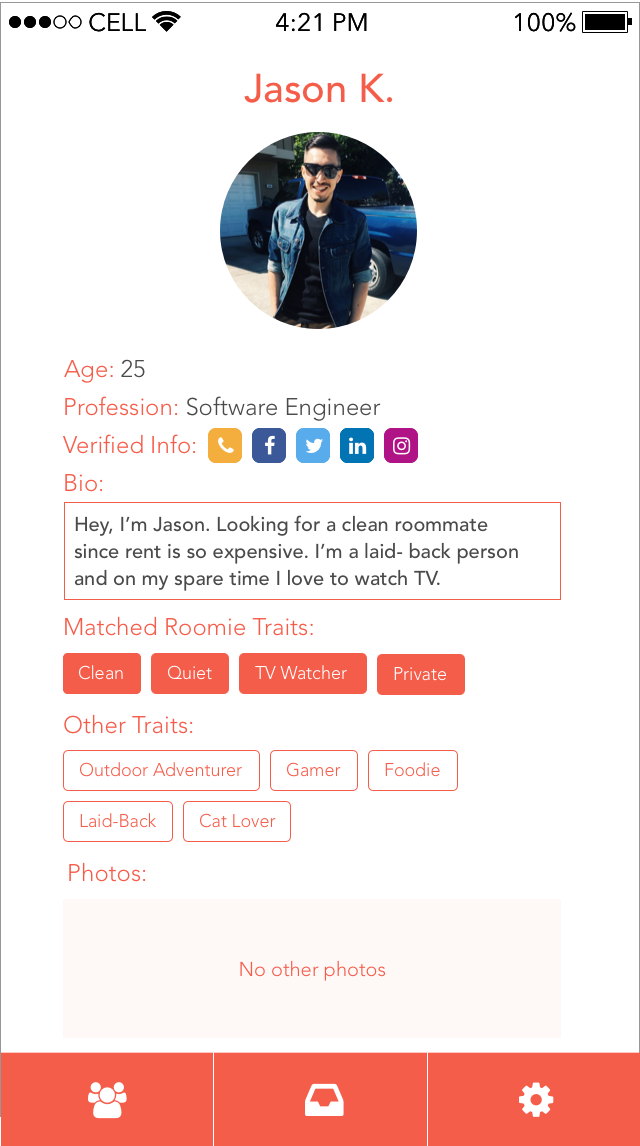 CELL 4:21 PM 100%
Jason K.
Age: 25
Profession: Software Engineer
Verified Info:
Bio:
Hey, I’m Jason. Looking for a clean roommate
since rent is so expensive. I’m a laid- back person
and on my spare time I love to watch TV.
Matched Roomie Traits:
Clean Quiet TV Watcher Private
Other Traits:
Outdoor Adventurer Gamer Foodie
Laid-Back Cat Lover
Photos:
No other photos